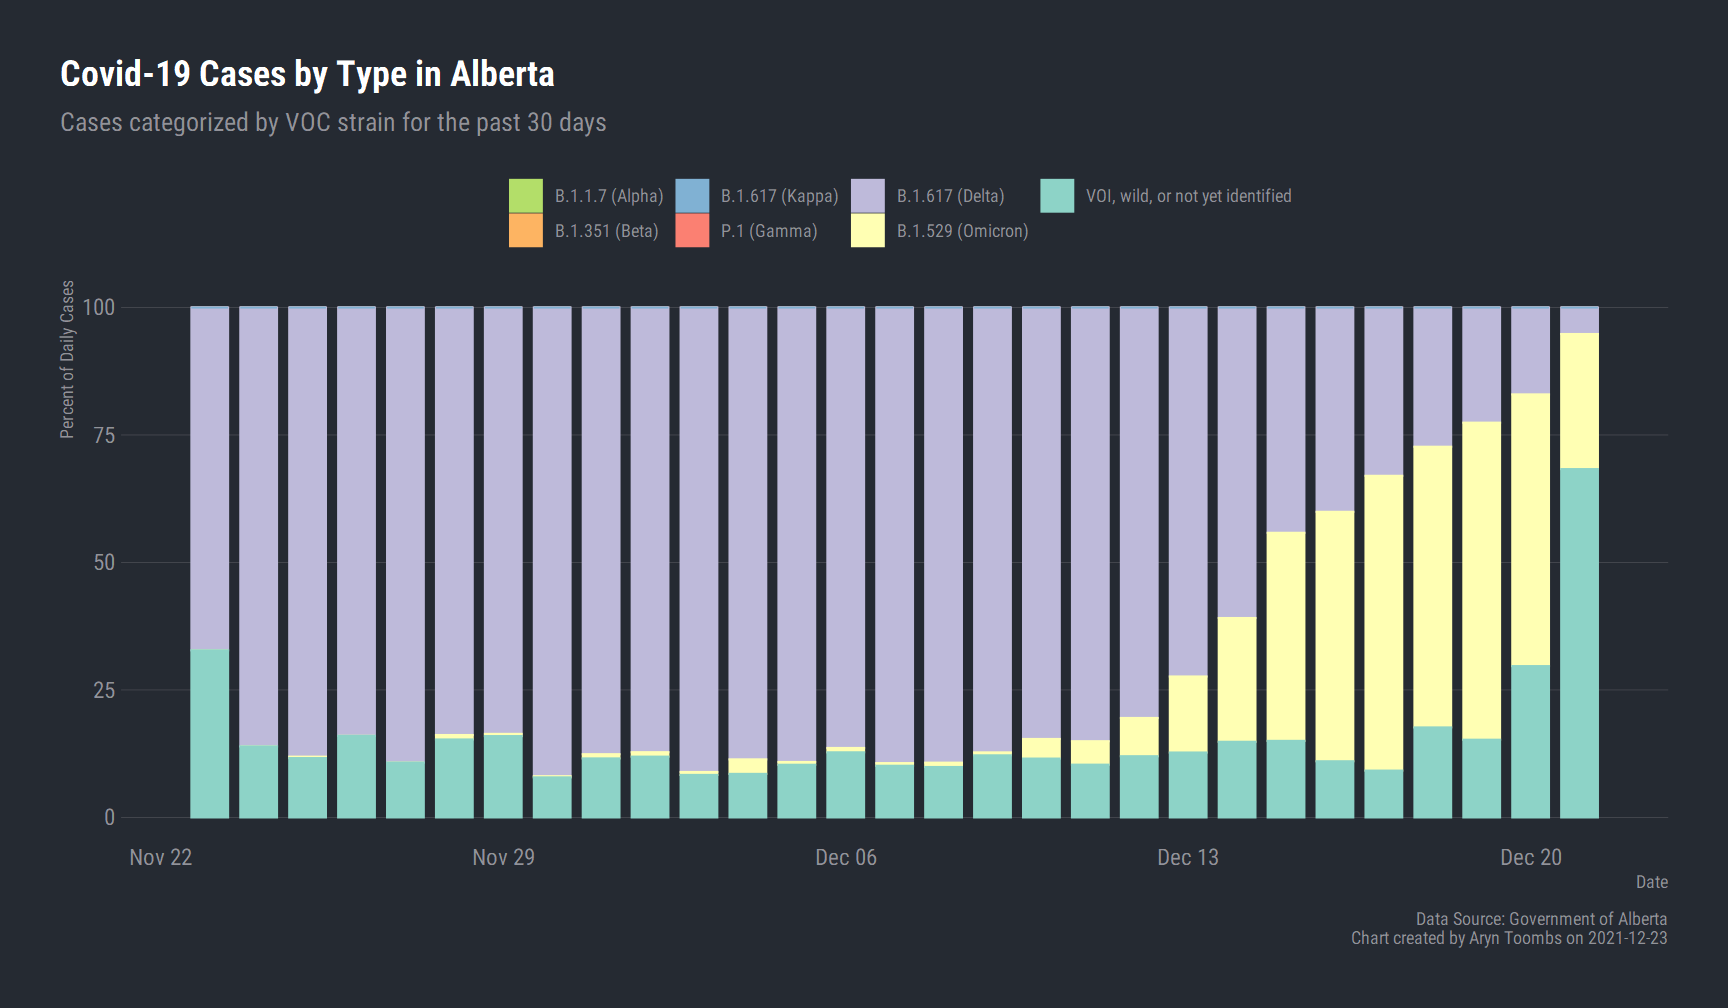 Covid-19 Cases by Type in Alberta
Cases categorized by VOC strain for the past 30 days
B.1.1.7 (Alpha) B.1.617 (Kappa) B.1.617 (Delta) VOI, wild, or not yet identified
B.1.351 (Beta) P.1 (Gamma) B.1.529 (Omicron)
Percent of Daily Cases
100
75
50
25
0
Nov 22 Nov 29 Dec 06 Dec 13 Dec 20
Date
Data Source: Government of Alberta
Chart created by Aryn Toombs on 2021-12-23